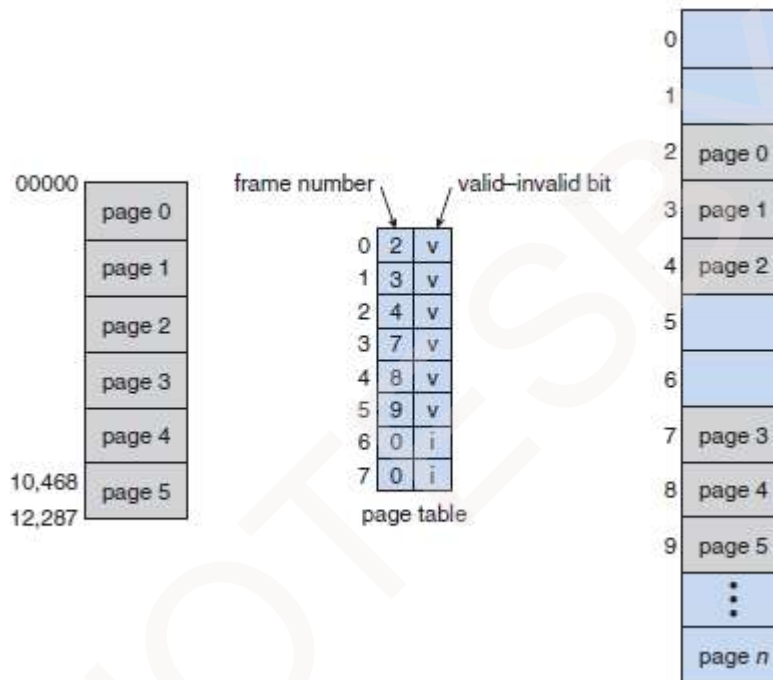 00000
page 0
page 1
page 2
page 3
page 4
10,468
page 5
12,287
frame number
valid–invalid bit
0 2 v
1 3 v
2 4 v
3 7 v
4 8 v
5 9 v
6 0 i
7 0 i
page table
0
1
2 page 0
3 page 1
4 page 2
5
6
7 page 3
8 page 4
9 page 5
page n